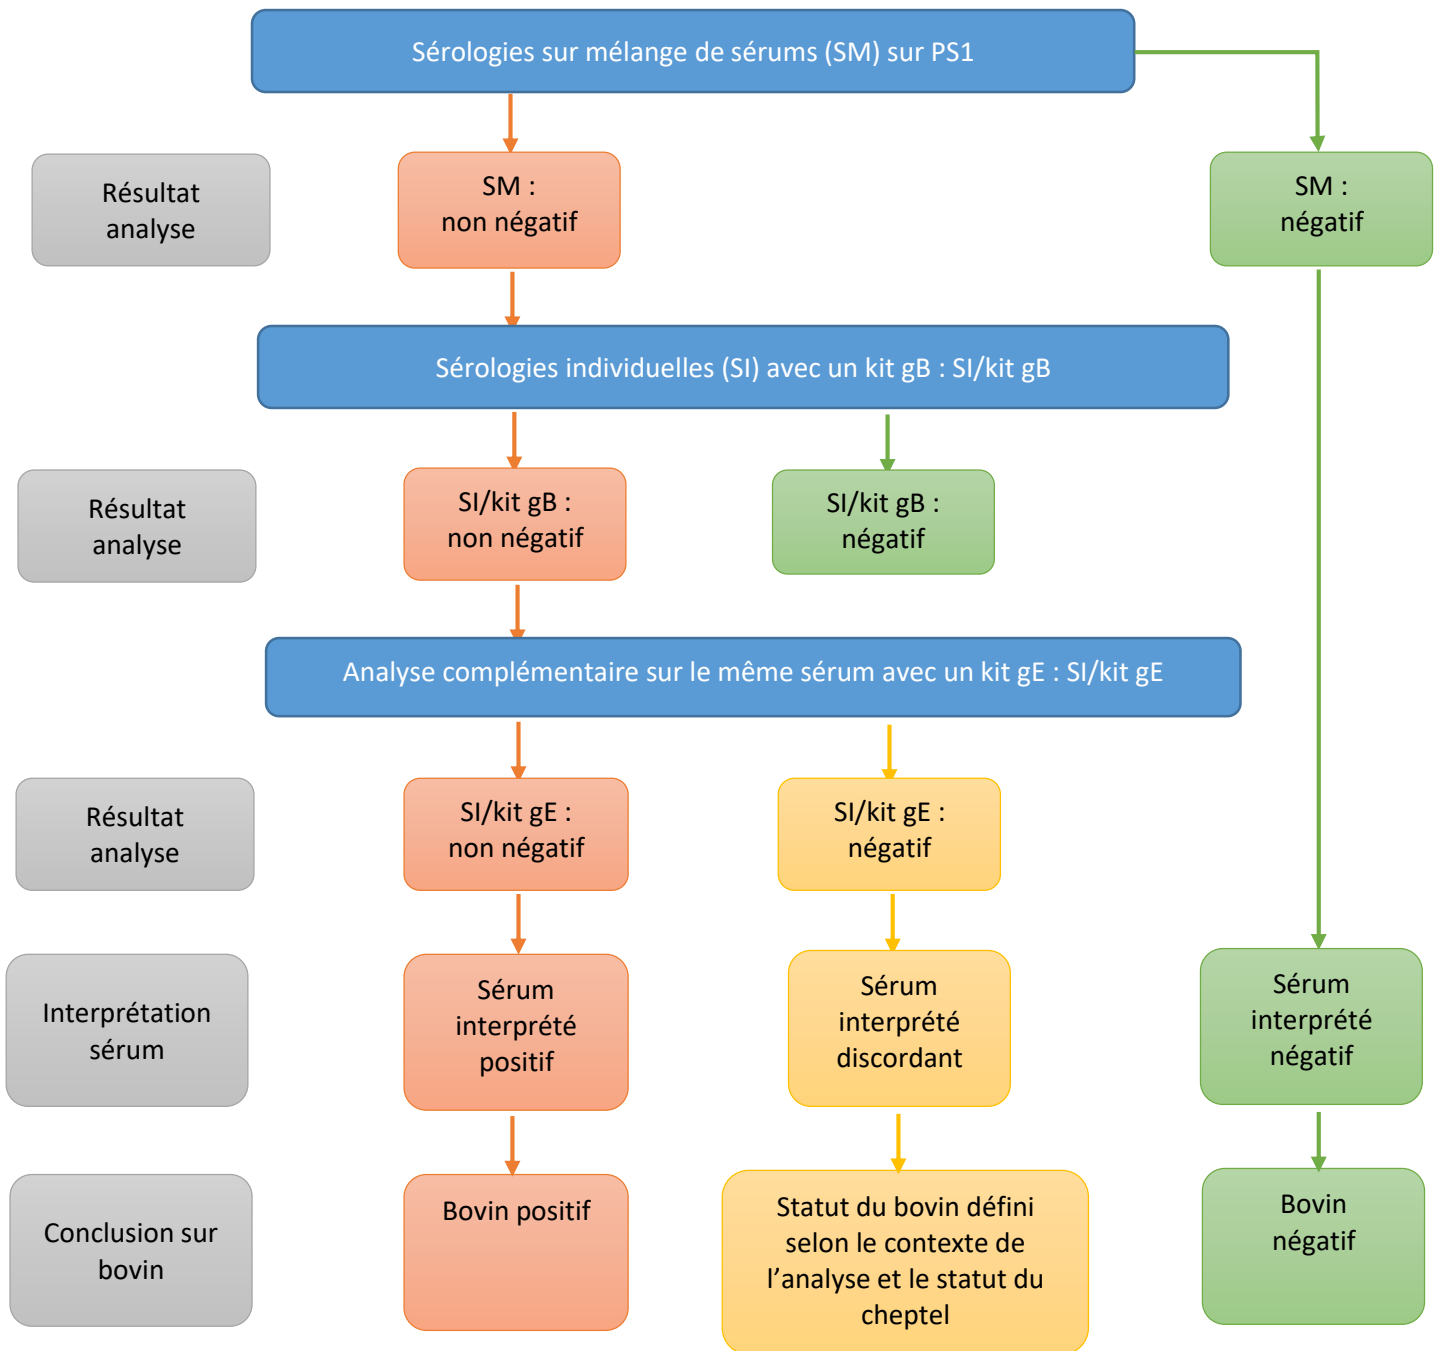 Sérologies sur mélange de sérums (SM) sur PS1
Résultat
analyse
SM :
non négatif
SM :
négatif
Sérologies individuelles (SI) avec un kit gB : SI/kit gB
Résultat
analyse
SI/kit gB :
non négatif
SI/kit gB :
négatif
Analyse complémentaire sur le même sérum avec un kit gE : SI/kit gE
Résultat
analyse
SI/kit gE :
non négatif
SI/kit gE :
négatif
Interprétation
sérum
Sérum
interprété
positif
Sérum
interprété
discordant
Sérum
interprété
négatif
Conclusion sur
bovin
Bovin positif
Statut du bovin défini
selon le contexte de
l’analyse et le statut du
cheptel
Bovin
négatif